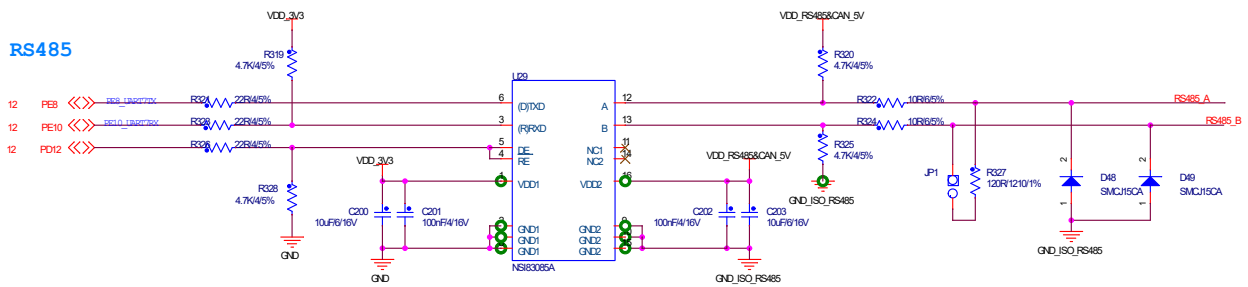 RS485
VDD_3V3
VDD_RS485&CAN_5V
R319
4.7K/4/5%
R320
4.7K/4/5%
U29
12 PE8 PE8_UART7TX R321 22R/4/5% 6 (D)TXD A 12 R322 10R/6/5% RS485_A
12 PE10 PE10_UART7RX 22R/4/5% 3 (R)RXD B 13 R324 10R/6/5% RS485_B
12 PD12 R326 22R/4/5% 5 DE NC1 11
4 RE NC2 14
R325
4.7K/4/5%
VDD_3V3
VDD_RS485&CAN_5V
1 VDD1 VDD2 16
R328
4.7K/4/5%
GND_ISO_RS485
JP1
R327
120R/1210/1%
2
2
D48
SMCJ15CA
D49
SMCJ15CA
1
1
C200
10uF/6/16V
C201
100nF/4/16V
C202
100nF/4/16V
C203
10uF/6/16V
GND1 GND2
GND1 GND2
GND1 GND2
NSI83085A
GND
GND
GND_ISO_RS485
GND_ISO_RS485